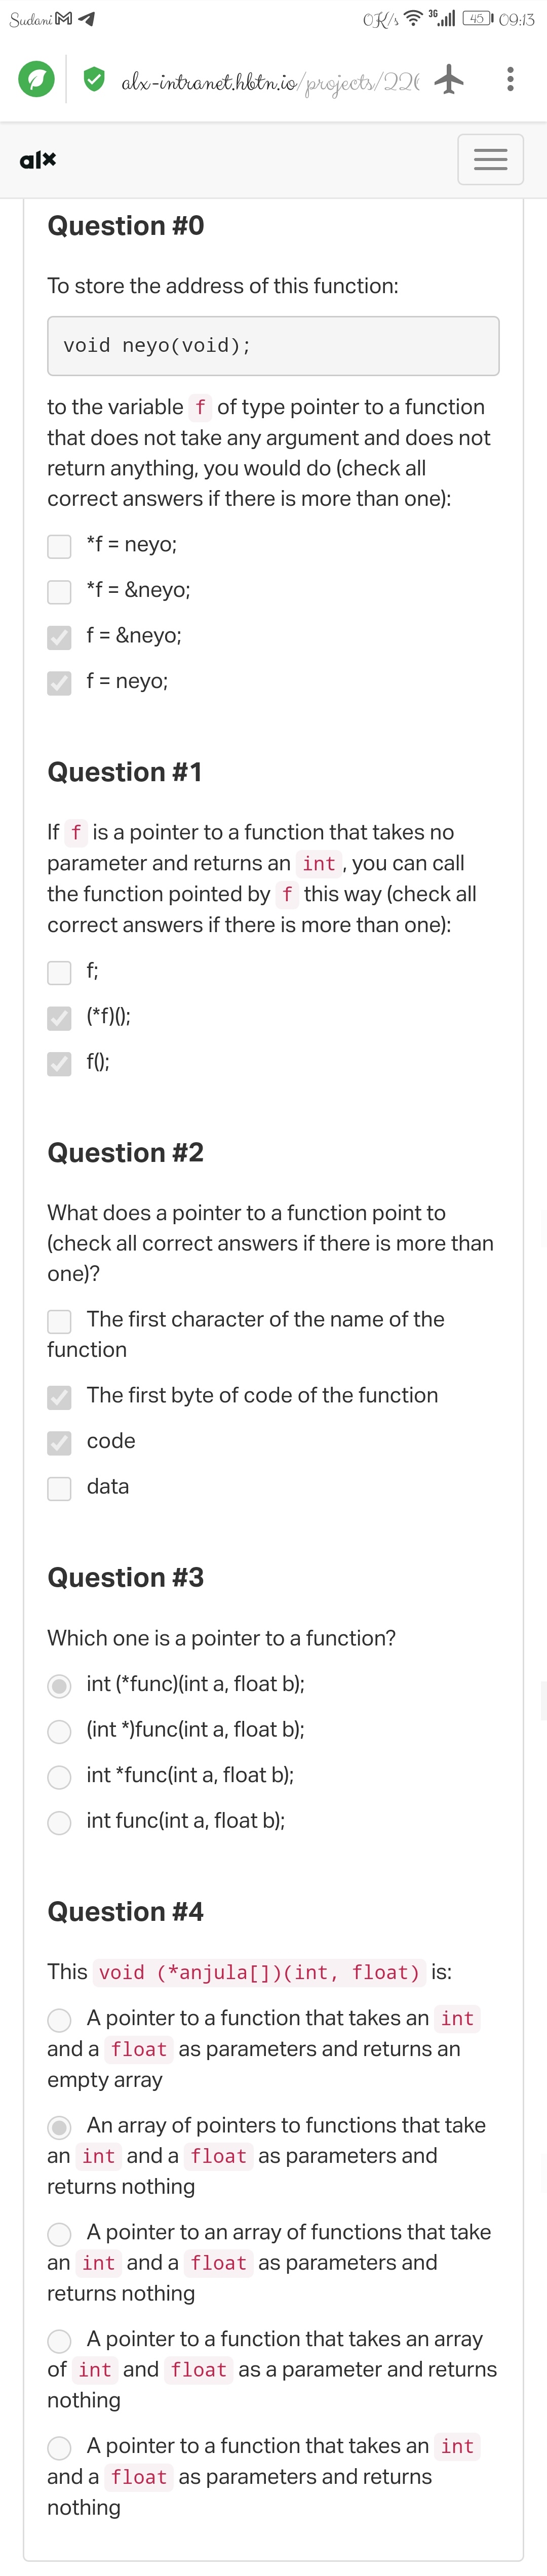 Sudani 0K/s 3G 45 09:13
alx-intranet.hbtn.io/projects/226
alx
Question #0
To store the address of this function:
void neyo(void);
to the variable f of type pointer to a function
that does not take any argument and does not
return anything, you would do (check all
correct answers if there is more than one):
*f = neyo;
*f = &neyo;
f = &neyo;
f = neyo;
Question #1
If f is a pointer to a function that takes no
parameter and returns an int, you can call
the function pointed by f this way (check all
correct answers if there is more than one):
f;
(*f)();
f();
Question #2
What does a pointer to a function point to
(check all correct answers if there is more than
one)?
The first character of the name of the
function
The first byte of code of the function
code
data
Question #3
Which one is a pointer to a function?
int (*func)(int a, float b);
(int *)func(int a, float b);
int *func(int a, float b);
int func(int a, float b);
Question #4
This void (*anjula[])(int, float) is:
A pointer to a function that takes an int
and a float as parameters and returns an
empty array
An array of pointers to functions that take
an int and a float as parameters and
returns nothing
A pointer to an array of functions that take
an int and a float as parameters and
returns nothing
A pointer to a function that takes an array
of int and float as a parameter and returns
nothing
A pointer to a function that takes an int
and a float as parameters and returns
nothing